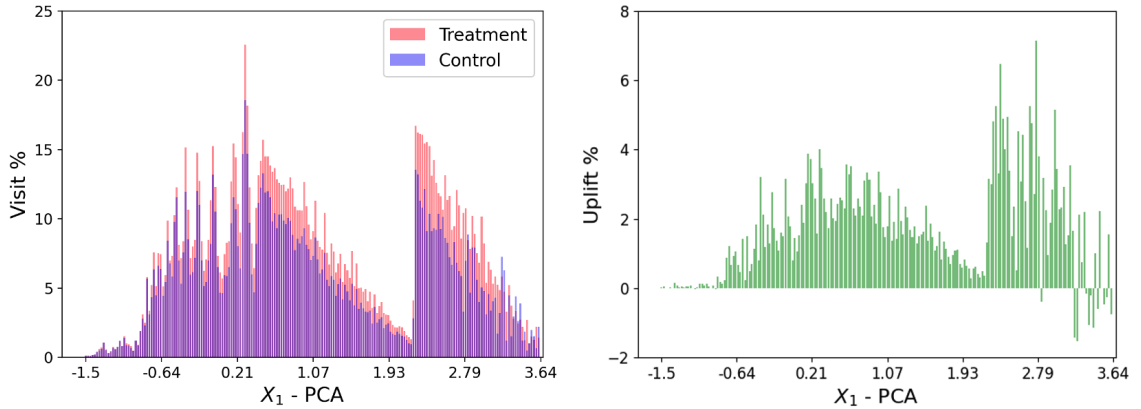 25
20
15
10
5
0
Visit %
Treatment
Control
-1.5 -0.64 0.21 1.07 1.93 2.79 3.64
X₁ - PCA
8
6
4
2
0
−2
Uplift %
-1.5 -0.64 0.21 1.07 1.93 2.79 3.64
X₁ - PCA